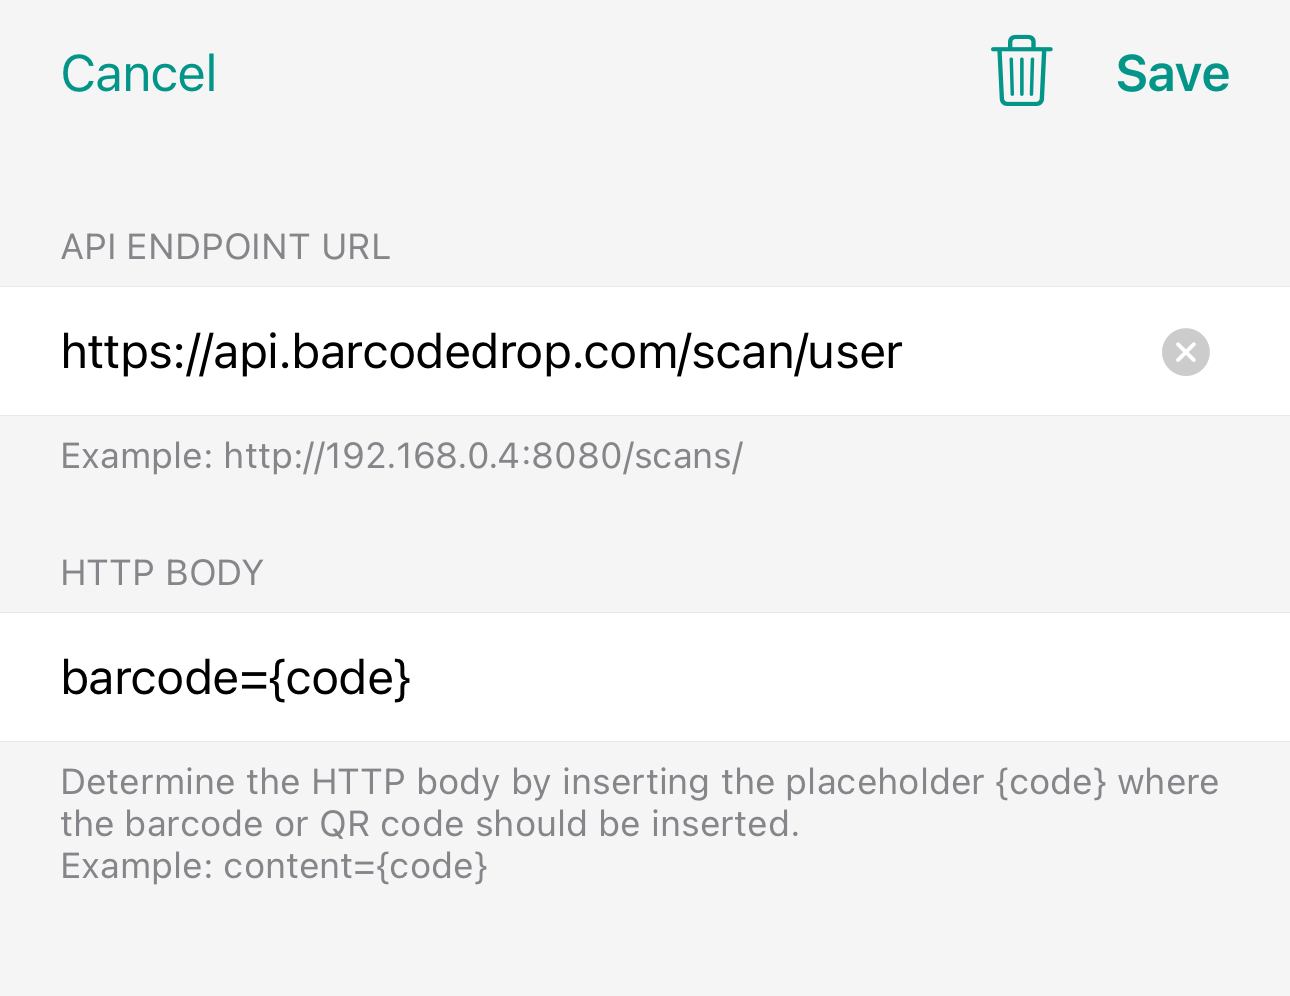 Cancel
Save
API ENDPOINT URL
https://api.barcodedrop.com/scan/user
Example: http://192.168.0.4:8080/scans/
HTTP BODY
barcode={code}
Determine the HTTP body by inserting the placeholder {code} where
the barcode or QR code should be inserted.
Example: content={code}